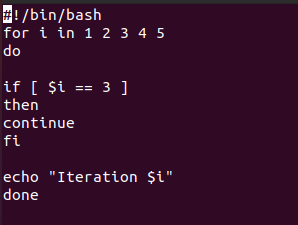 #!/bin/bash
for i in 1 2 3 4 5
do
if [ $i == 3 ]
then
continue
fi
echo "Iteration $i"
done